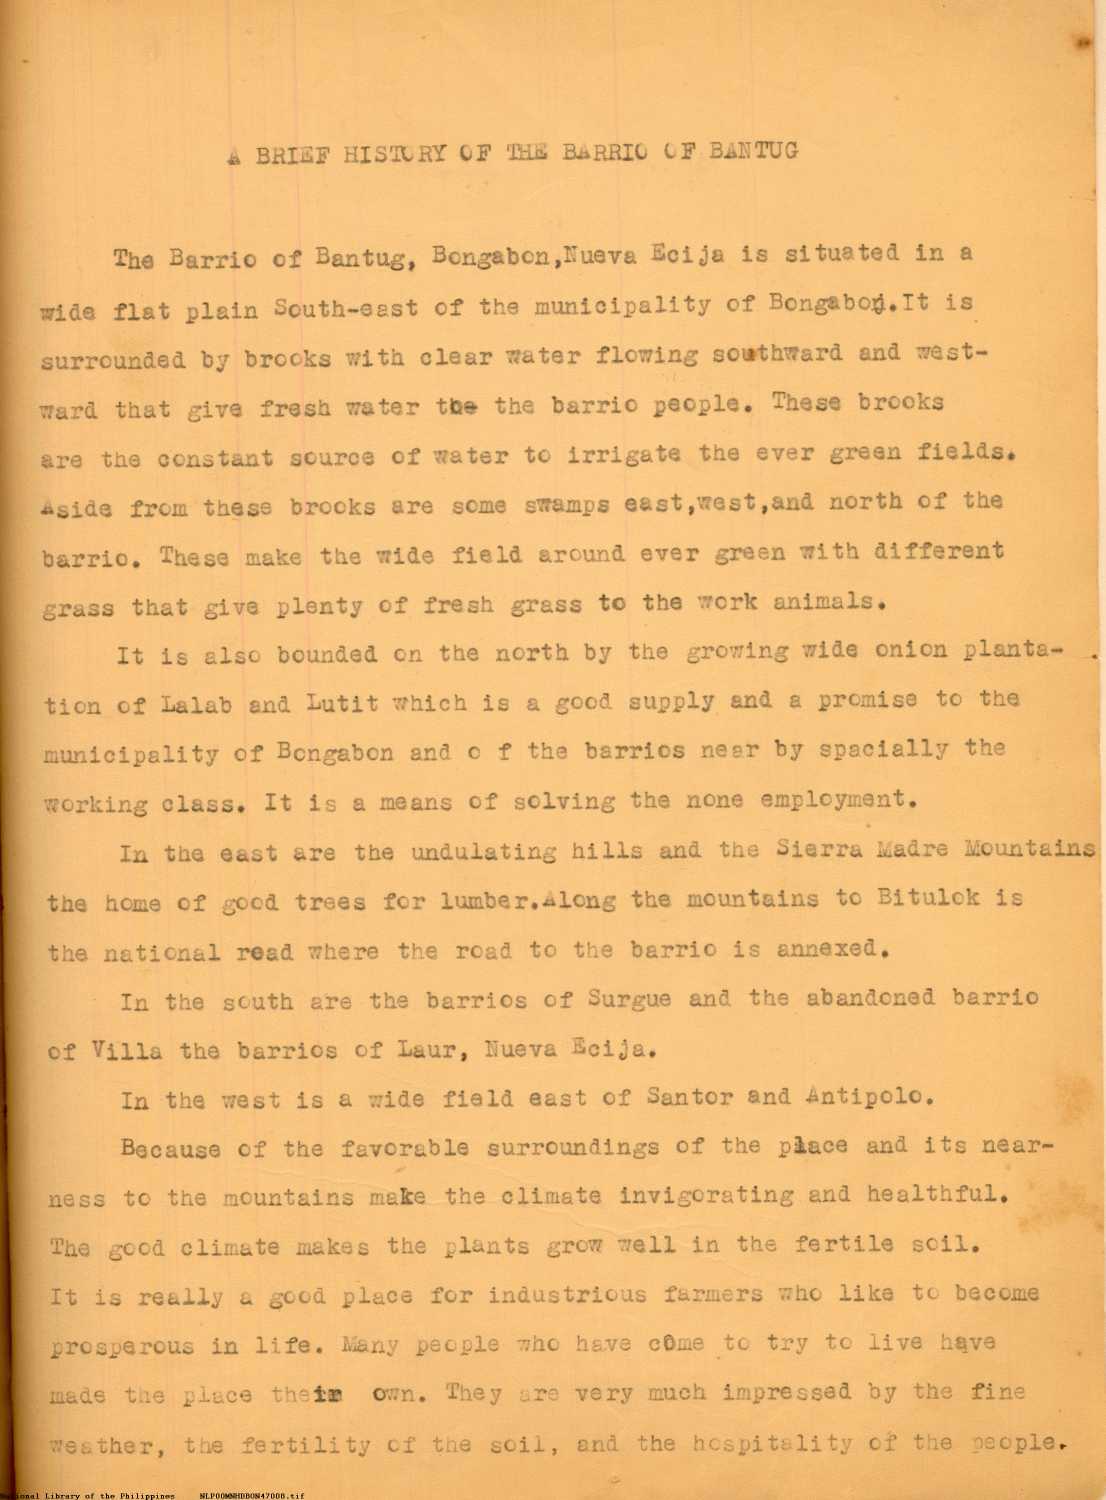 A BRIEF HISTORY OF THE BARRIO OF BANTUG
The Barrio of Bantug, Bongabon,Nueva Ecija is situated in a
wide flat plain South-east of the municipality of Bongabon.It is
surrounded by brooks with clear water flowing southward and west-
ward that give fresh water the the barrio people. These brooks
are the constant source of water to irrigate the ever green fields.
Aside from these brooks are some swamps east,west,and north of the
barrio. These make the wide field around ever green with different
grass that give plenty of fresh grass to the work animals.
It is also bounded on the north by the growing wide onion planta-
tion of Lalab and Lutit which is a good supply and a promise to the
municipality of Bongabon and o f the barrios near by spacially the
working class. It is a means of solving the none employment.
In the east are the undulating hills and the Sierra Madre Mountains
the home of good trees for lumber.Along the mountains to Bitulok is
the national road where the road to the barrio is annexed.
In the south are the barrios of Surgue and the abandoned barrio
of Villa the barrios of Laur, Nueva Ecija.
In the west is a wide field east of Santor and Antipolo.
Because of the favorable surroundings of the place and its near-
ness to the mountains make the climate invigorating and healthful.
The good climate makes the plants grow well in the fertile soil.
It is really a good place for industrious farmers who like to become
prosperous in life. Many people who have come to try to live have
made the place their own. They are very much impressed by the fine
weather, the fertility of the soil, and the hospitality of the people.
National Library of the Philippines NLP00MNHDBON47008.tif